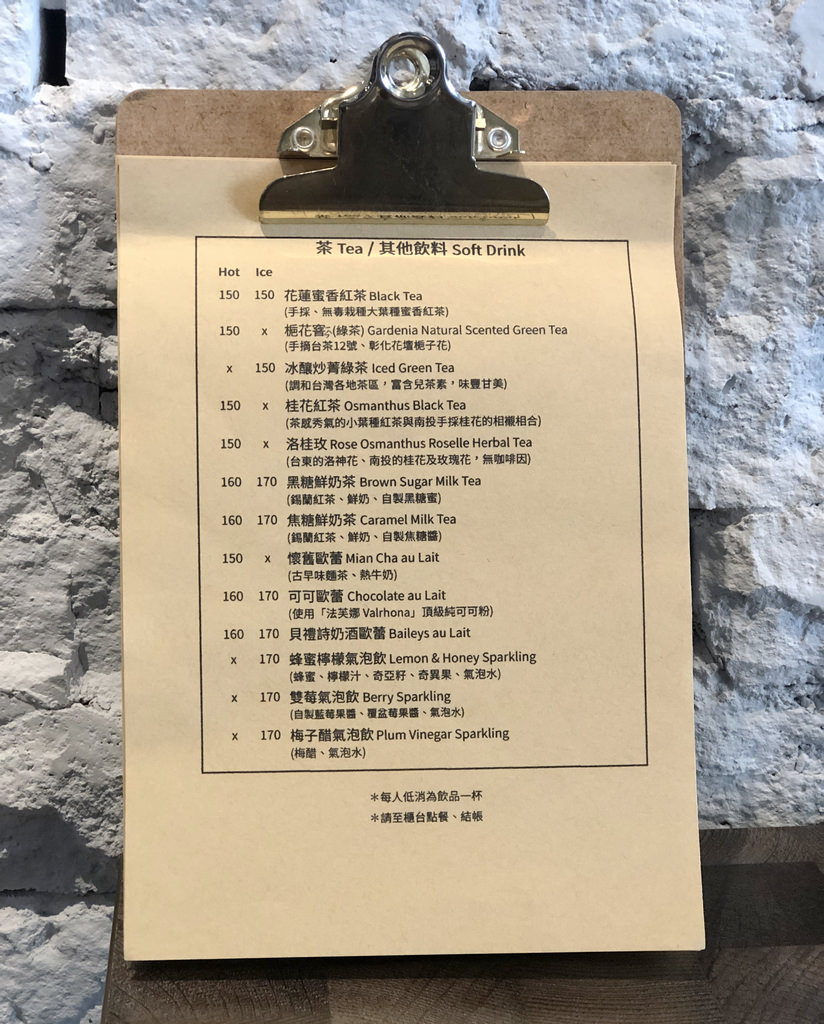 茶 Tea / 其他飲料 Soft Drink
Hot Ice
150 150 花蓮蜜香紅茶 Black Tea
(手採、無毒栽種大葉種蜜香紅茶)
150 x 梔花窨(綠茶) Gardenia Natural Scented Green Tea
(手摘台茶12號、彰化花壇梔子花)
x 150 冰釀炒菁綠茶 Iced Green Tea
(調和台灣各地茶區，富含兒茶素，味豐甘美)
150 x 桂花紅茶 Osmanthus Black Tea
(茶感秀氣的小葉種紅茶與南投手採桂花的相襯相合)
150 x 洛桂玫 Rose Osmanthus Roselle Herbal Tea
(台東的洛神花、南投的桂花及玫瑰花，無咖啡因)
160 170 黑糖鮮奶茶 Brown Sugar Milk Tea
(錫蘭紅茶、鮮奶、自製黑糖蜜)
160 170 焦糖鮮奶茶 Caramel Milk Tea
(錫蘭紅茶、鮮奶、自製焦糖醬)
150 x 懷舊歐蕾 Mian Cha au Lait
(古早味麵茶、熱牛奶)
160 170 可可歐蕾 Chocolate au Lait
(使用「法芙娜 Valrhona」頂級純可可粉)
160 170 貝禮詩奶酒歐蕾 Baileys au Lait
x 170 蜂蜜檸檬氣泡飲 Lemon & Honey Sparkling
(蜂蜜、檸檬汁、奇亞籽、奇異果、氣泡水)
x 170 雙莓氣泡飲 Berry Sparkling
(自製藍莓果醬、覆盆莓果醬、氣泡水)
x 170 梅子醋氣泡飲 Plum Vinegar Sparkling
(梅醋、氣泡水)
＊每人低消為飲品一杯
＊請至櫃台點餐、結帳